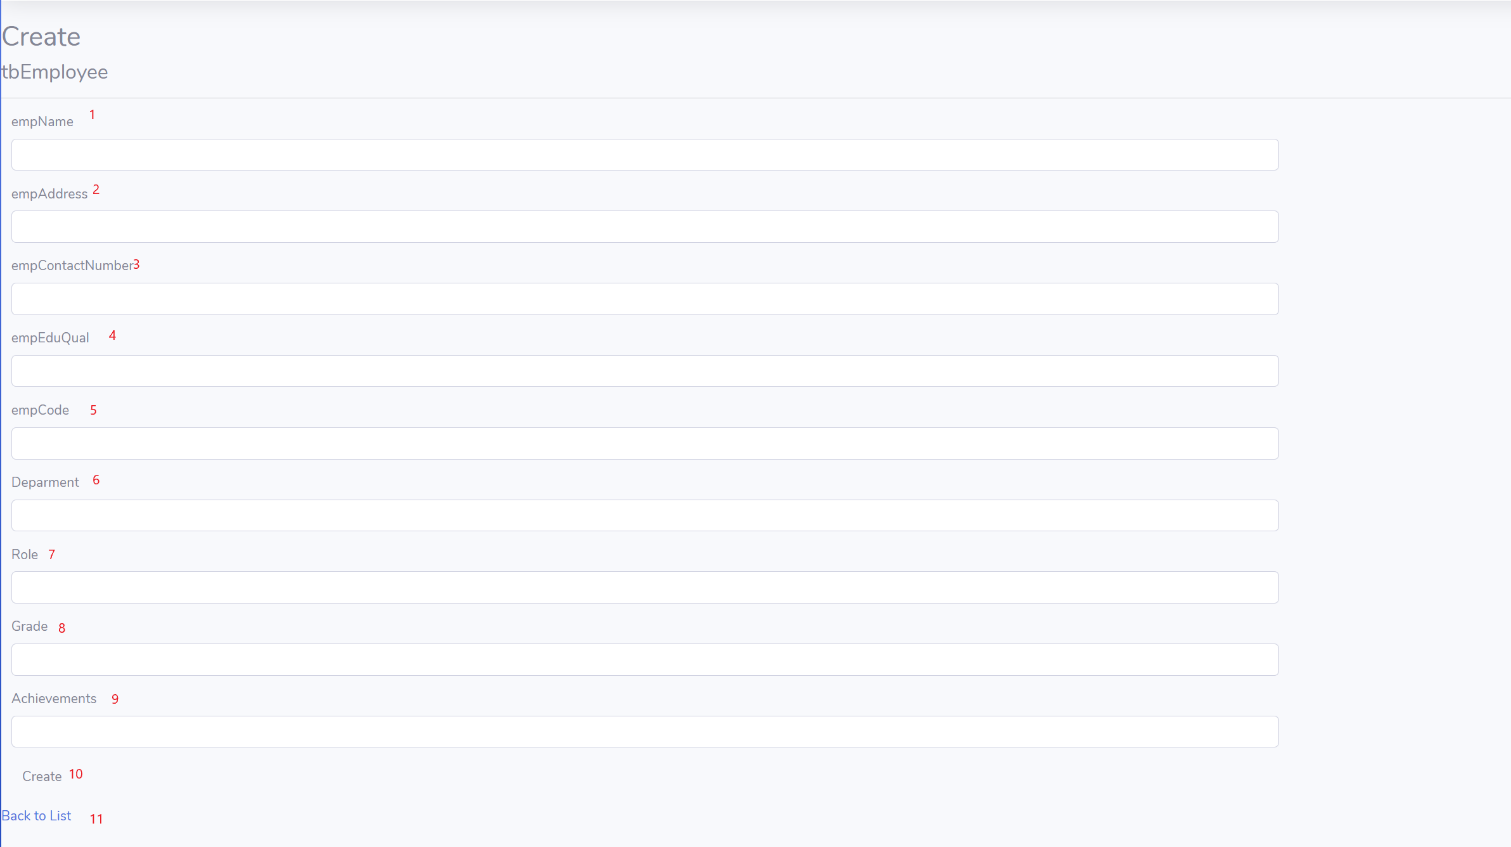 Create
tbEmployee
empName 1
empAddress 2
empContactNumber3
empEduQual 4
empCode 5
Deparment 6
Role 7
Grade 8
Achievements 9
Create 10
Back to List 11